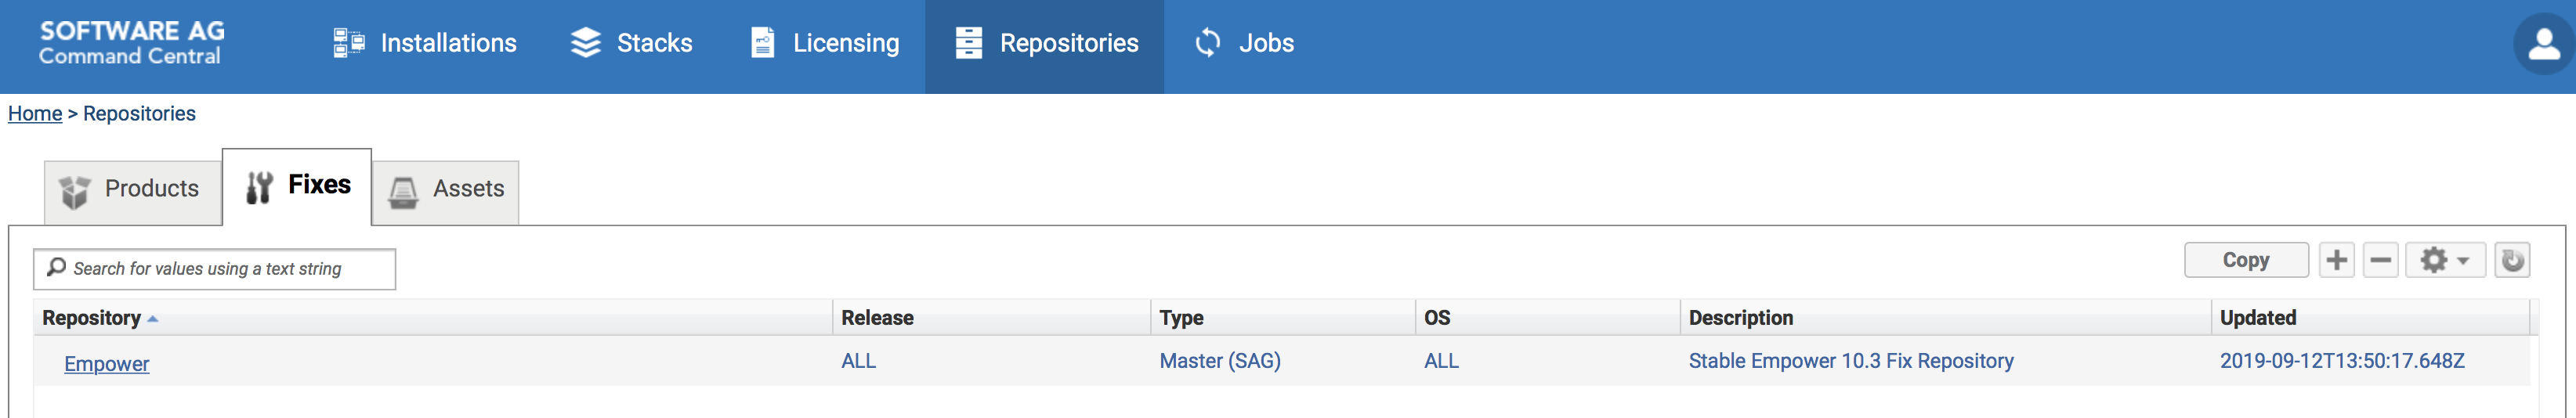 SOFTWARE AG
Command Central
Installations
Stacks
Licensing
Repositories
Jobs
Home > Repositories
Products
Fixes
Assets
Search for values using a text string
Copy
Repository Release Type OS Description Updated
Empower ALL Master (SAG) ALL Stable Empower 10.3 Fix Repository 2019-09-12T13:50:17.648Z